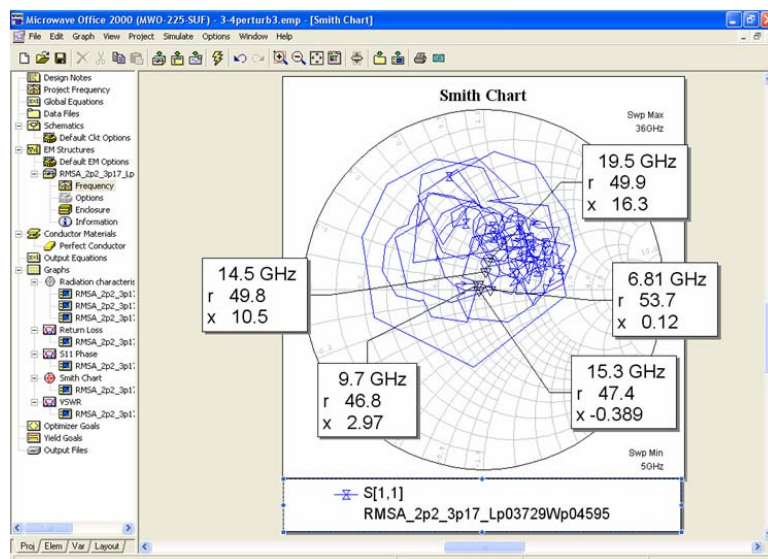 Microwave Office 2000 (MWO-225-SUF) - 3-4perturb3.emp - [Smith Chart]
File Edit Graph View Project Simulate Options Window Help
Design Notes
Project Frequency
Global Equations
Data Files
Schematics
Default Ckt Options
EM Structures
Default EM Options
RMSA_2p2_3p17_Lp
Frequency
Options
Enclosure
Information
Conductor Materials
Perfect Conductor
Output Equations
Graphs
Radiation characteris
RMSA_2p2_3p17
RMSA_2p2_3p17
RMSA_2p2_3p17
Return Loss
RMSA_2p2_3p17
S11 Phase
RMSA_2p2_3p17
Smith Chart
RMSA_2p2_3p17
VSWR
RMSA_2p2_3p17
Optimizer Goals
Yield Goals
Output Files
Proj Elem Var Layout
Smith Chart
Swp Max
36GHz
19.5 GHz
r 49.9
x 16.3
14.5 GHz
r 49.8
x 10.5
6.81 GHz
r 53.7
x 0.12
9.7 GHz
r 46.8
x 2.97
15.3 GHz
r 47.4
x -0.389
Swp Min
5GHz
S[1,1]
RMSA_2p2_3p17_Lp03729Wp04595